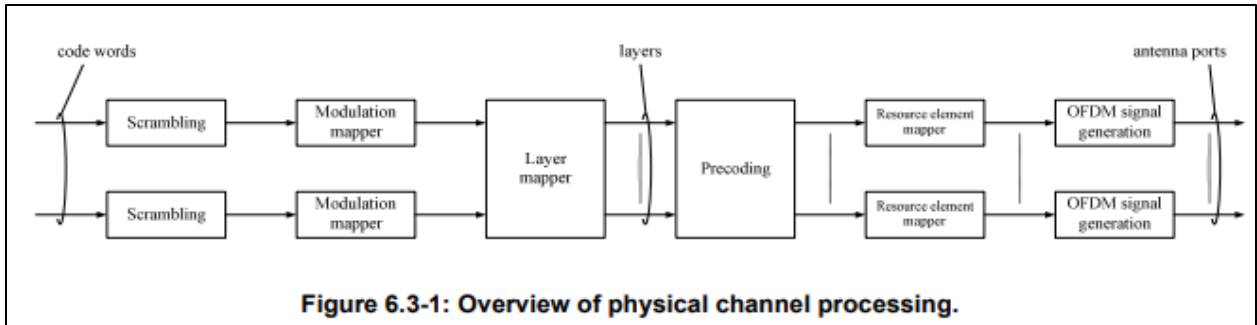 code words
layers
antenna ports
Scrambling
Modulation
mapper
Layer
mapper
Precoding
Resource element
mapper
OFDM signal
generation
Scrambling
Modulation
mapper
Resource element
mapper
OFDM signal
generation
Figure 6.3-1: Overview of physical channel processing.